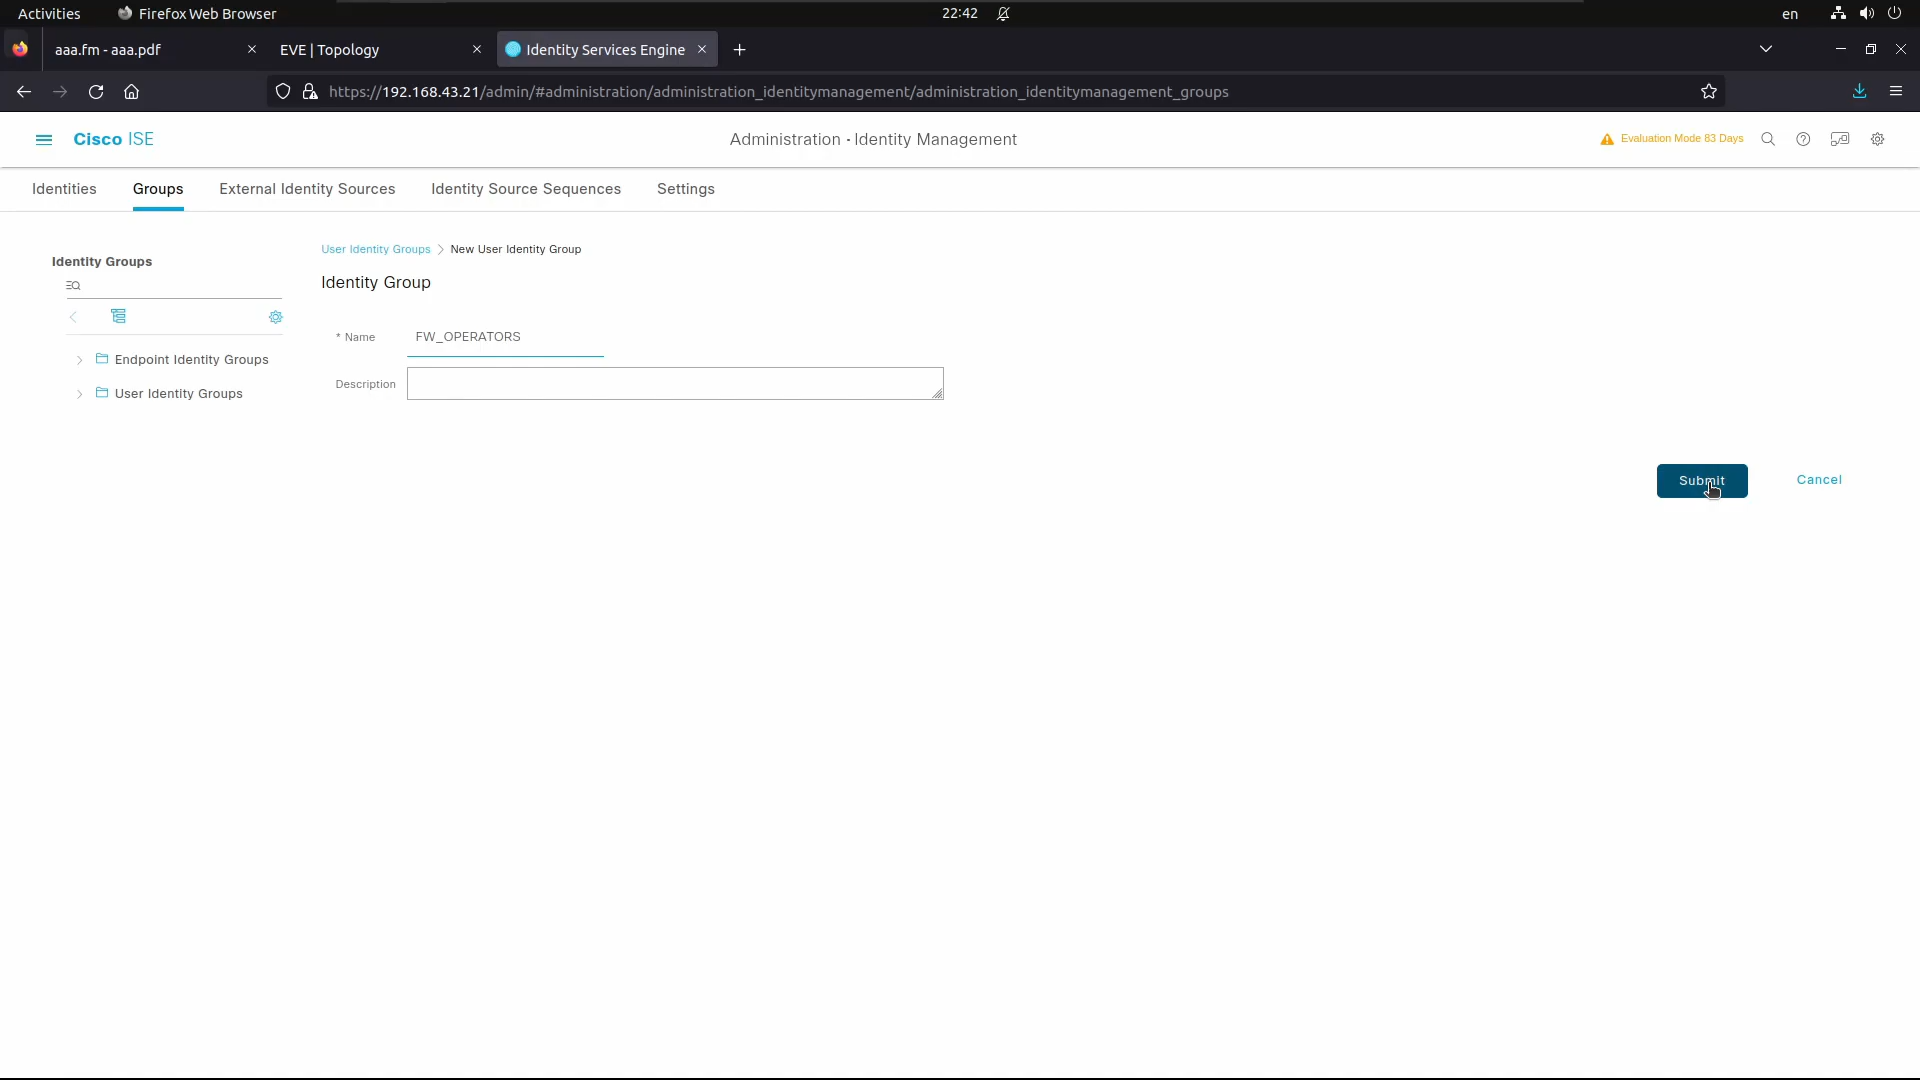 Activities Firefox Web Browser 22:42 en
aaa.fm - aaa.pdf EVE | Topology Identity Services Engine
https://192.168.43.21/admin/#administration/administration_identitymanagement/administration_identitymanagement_groups
Cisco ISE Administration · Identity Management Evaluation Mode 83 Days
Identities Groups External Identity Sources Identity Source Sequences Settings
Identity Groups
Endpoint Identity Groups
User Identity Groups
User Identity Groups > New User Identity Group
Identity Group
* Name FW_OPERATORS
Description
Submit Cancel